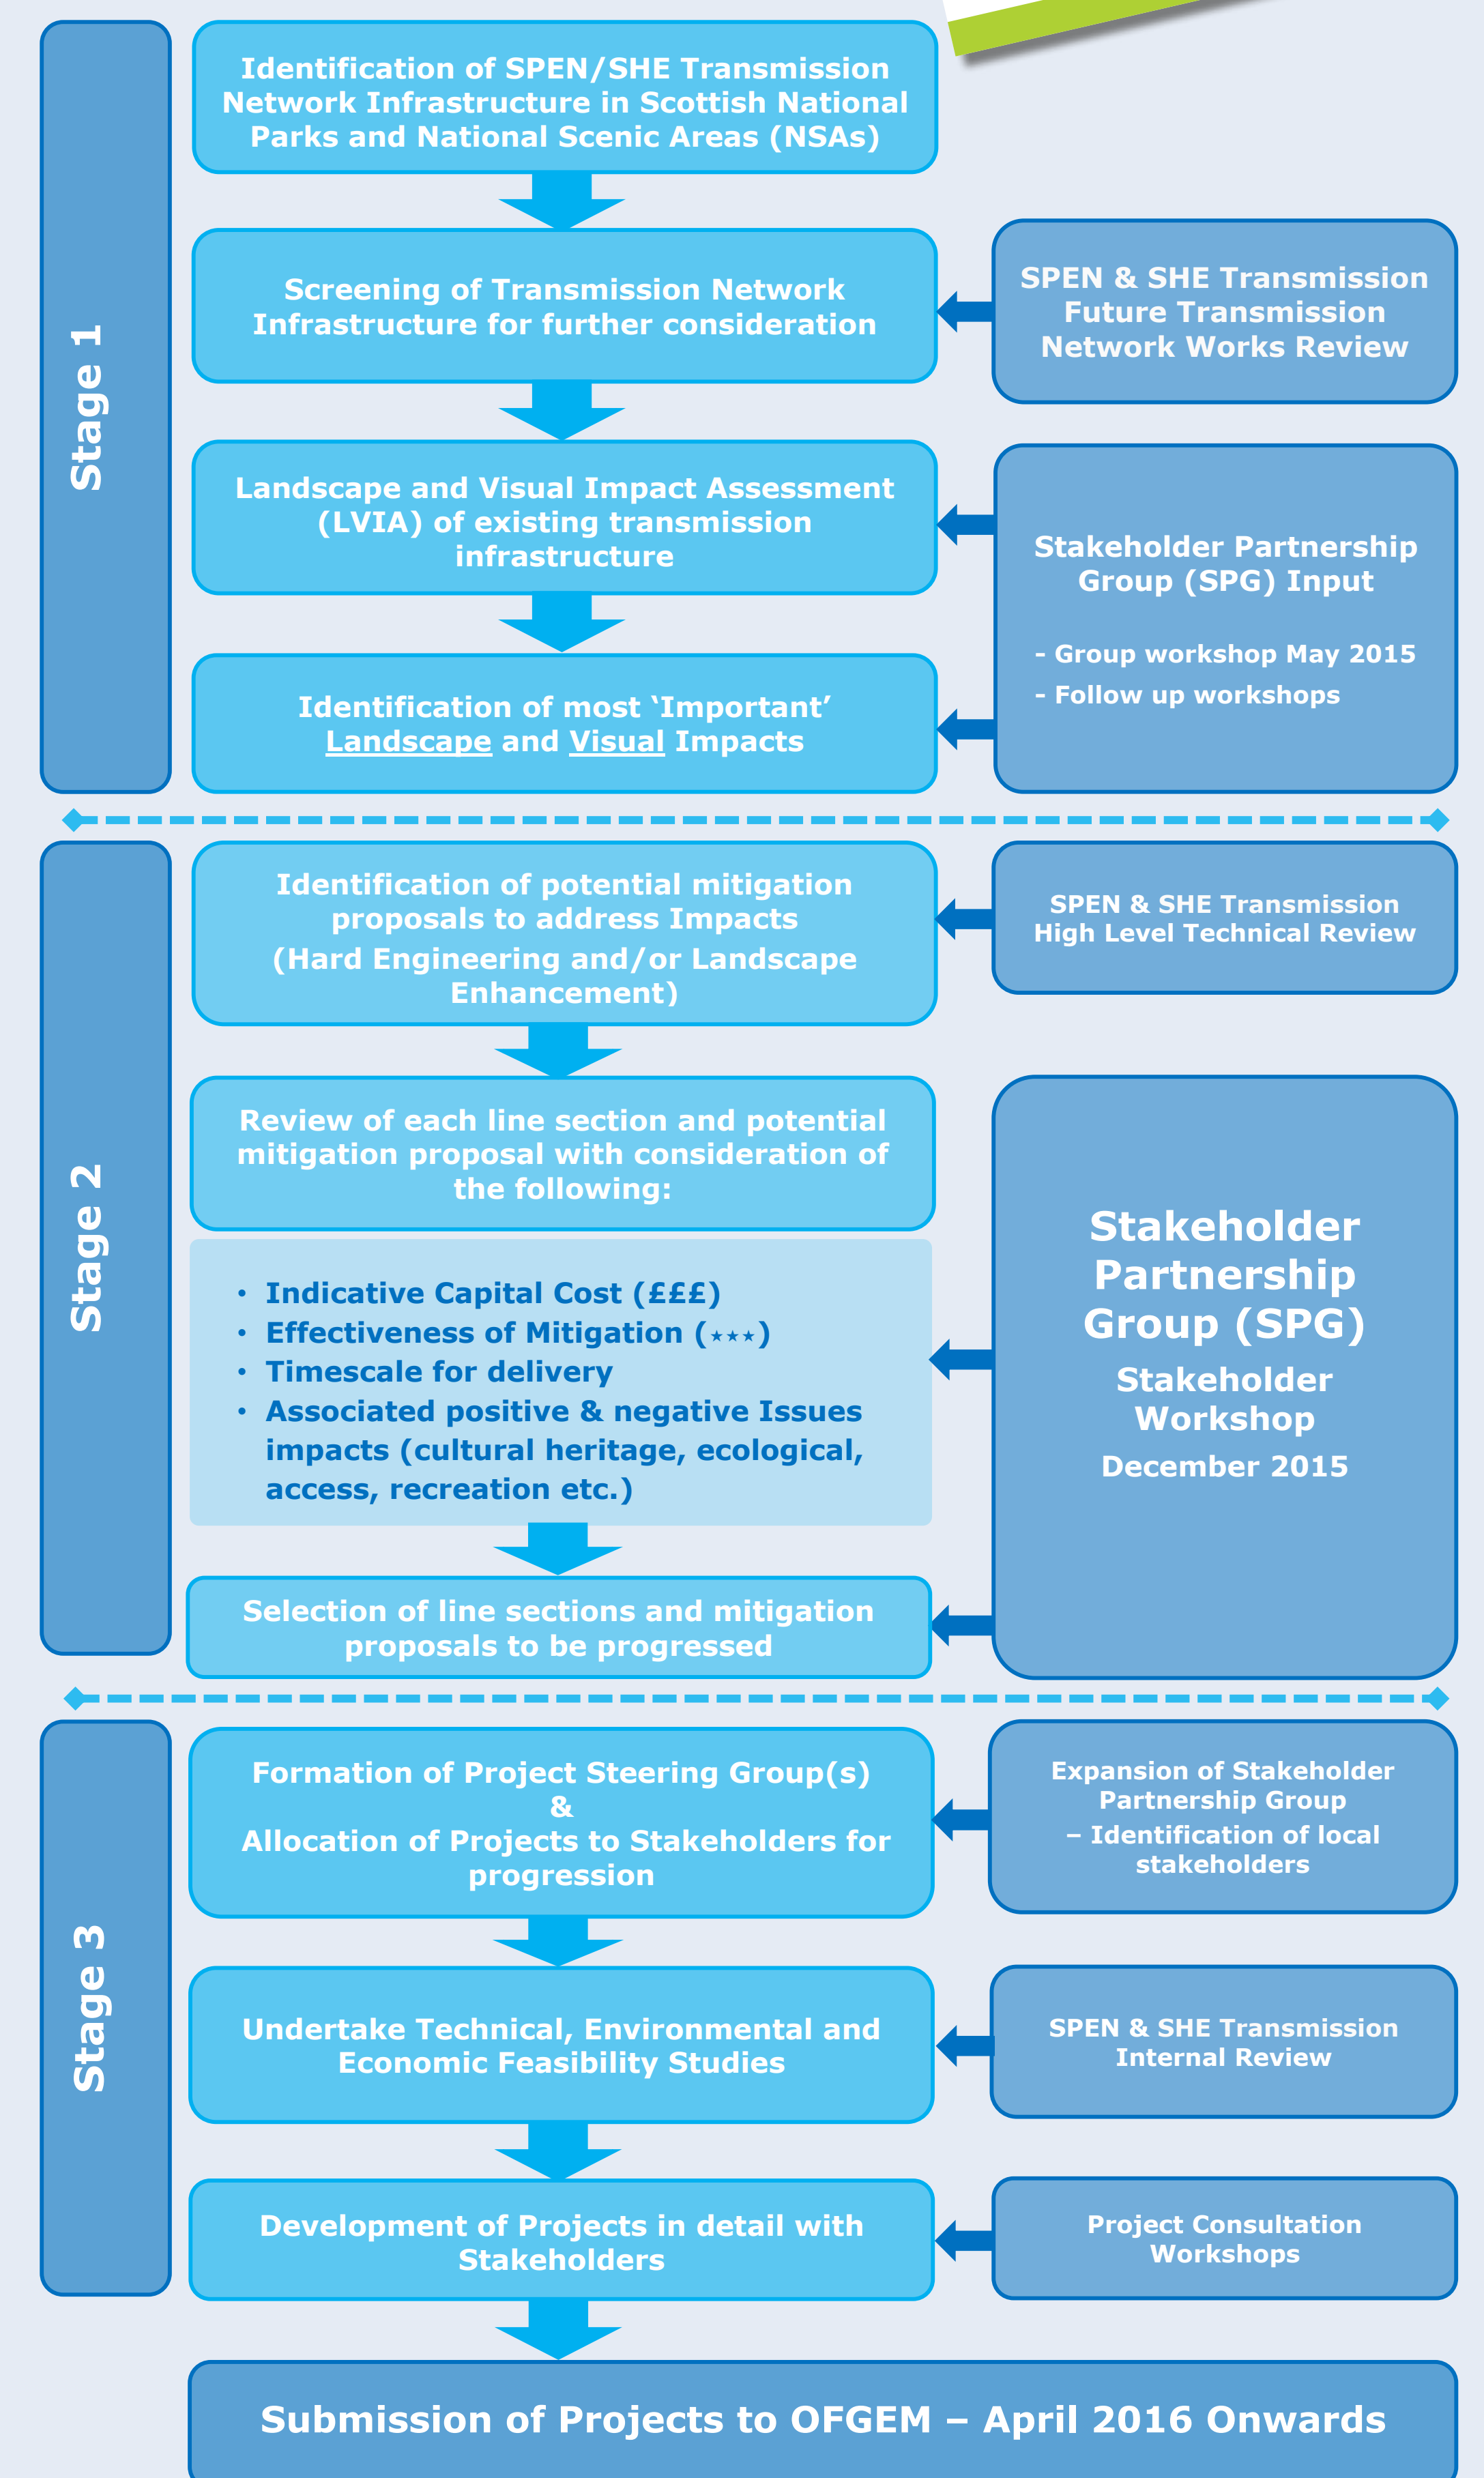 Stage 1
Identification of SPEN/SHE Transmission
Network Infrastructure in Scottish National
Parks and National Scenic Areas (NSAs)
Screening of Transmission Network
Infrastructure for further consideration
SPEN & SHE Transmission
Future Transmission
Network Works Review
Landscape and Visual Impact Assessment
(LVIA) of existing transmission
infrastructure
Stakeholder Partnership
Group (SPG) Input
- Group workshop May 2015
- Follow up workshops
Identification of most ‘Important’
Landscape and Visual Impacts
Stage 2
Identification of potential mitigation
proposals to address Impacts
(Hard Engineering and/or Landscape
Enhancement)
SPEN & SHE Transmission
High Level Technical Review
Review of each line section and potential
mitigation proposal with consideration of
the following:
• Indicative Capital Cost (£££)
• Effectiveness of Mitigation (★★★)
• Timescale for delivery
• Associated positive & negative Issues
impacts (cultural heritage, ecological,
access, recreation etc.)
Stakeholder
Partnership
Group (SPG)
Stakeholder
Workshop
December 2015
Selection of line sections and mitigation
proposals to be progressed
Stage 3
Formation of Project Steering Group(s)
&
Allocation of Projects to Stakeholders for
progression
Expansion of Stakeholder
Partnership Group
– Identification of local
stakeholders
Undertake Technical, Environmental and
Economic Feasibility Studies
SPEN & SHE Transmission
Internal Review
Development of Projects in detail with
Stakeholders
Project Consultation
Workshops
Submission of Projects to OFGEM – April 2016 Onwards